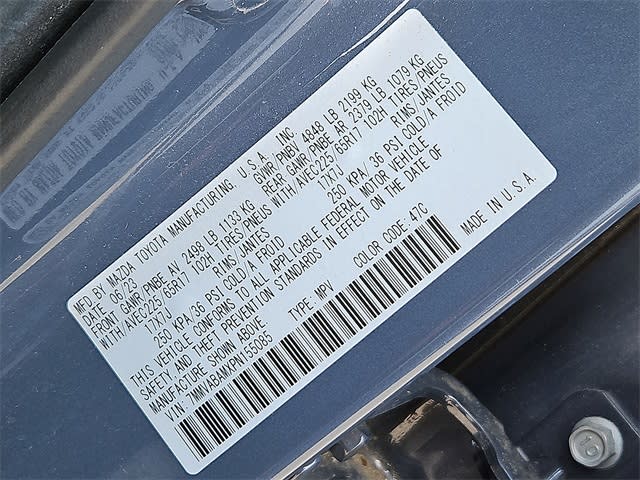 MFD BY MAZDA TOYOTA MANUFACTURING, U.S.A., INC.
06/23 GVWR/PNBV 4848 LB 2199 KG
FRONT GAWR/PNBE AV 2498 LB 1133 KG REAR GAWR/PNBE AR 2379 LB 1079 KG
WITH/AVEC225/65R17 102H TIRES/PNEUS WITH/AVEC225/65R17 102H TIRES/PNEUS
17X7J RIMS/JANTES 17X7J RIMS/JANTES
250 KPA/36 PSI COLD/A FROID 250 KPA/36 PSI COLD/A FROID
THIS VEHICLE CONFORMS TO ALL APPLICABLE FEDERAL MOTOR VEHICLE
SAFETY AND THEFT PREVENTION STANDARDS IN EFFECT ON THE DATE OF
MANUFACTURE SHOWN ABOVE
VIN: 7MMVABAMXPN155085 TYPE: MPV COLOR CODE: 47C
MADE IN U.S.A.